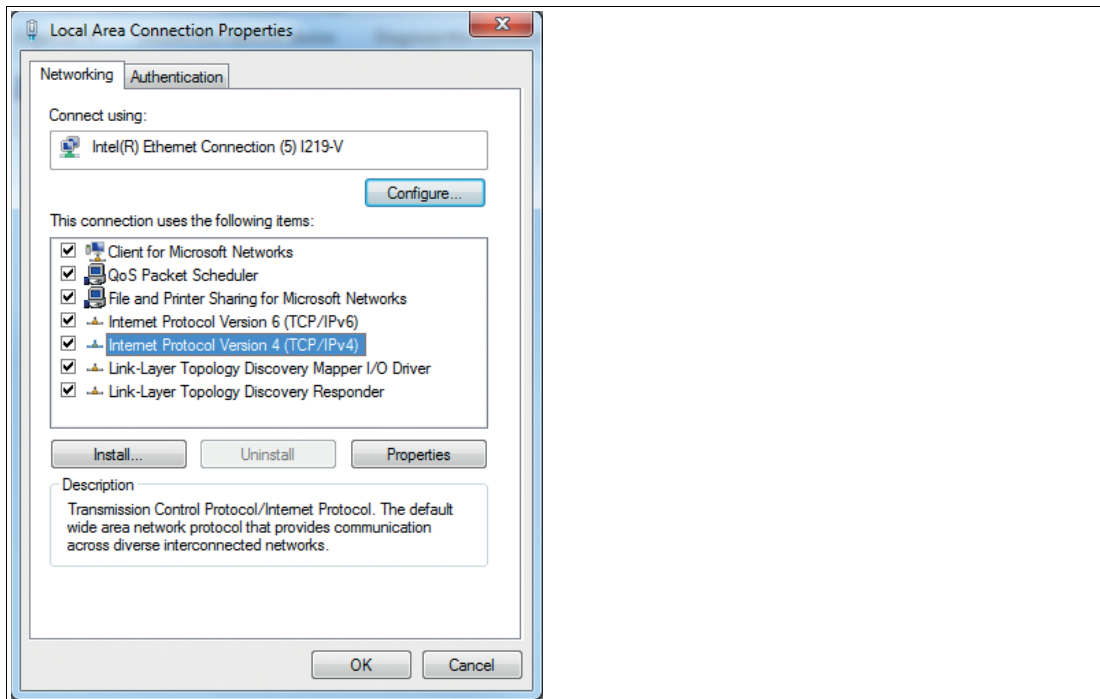 Local Area Connection Properties
Networking
Authentication
Connect using:
Intel(R) Ethernet Connection (5) I219-V
Configure...
This connection uses the following items:
Client for Microsoft Networks
QoS Packet Scheduler
File and Printer Sharing for Microsoft Networks
Internet Protocol Version 6 (TCP/IPv6)
Internet Protocol Version 4 (TCP/IPv4)
Link-Layer Topology Discovery Mapper I/O Driver
Link-Layer Topology Discovery Responder
Install...
Uninstall
Properties
Description
Transmission Control Protocol/Internet Protocol. The default
wide area network protocol that provides communication
across diverse interconnected networks.
OK
Cancel